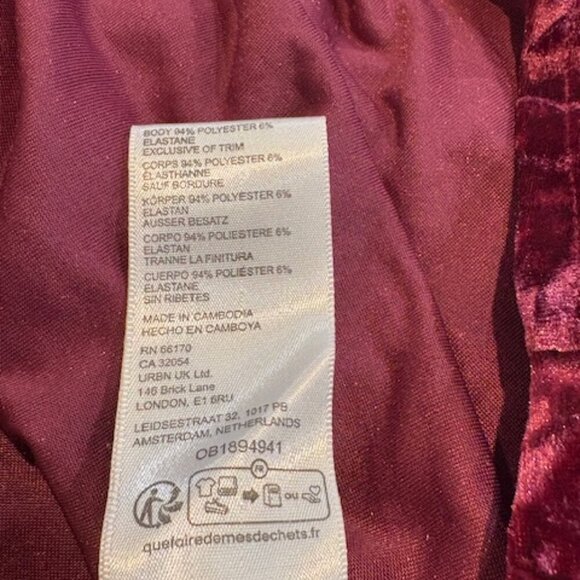 BODY 94% POLYESTER 6%
ELASTANE
EXCLUSIVE OF TRIM
CORPS 94% POLYESTER 6%
ÉLASTHANNE
SAUF BORDURE
KÖRPER 94% POLYESTER 6%
ELASTAN
AUSSER BESATZ
CORPO 94% POLIESTERE 6%
ELASTAN
TRANNE LA FINITURA
CUERPO 94% POLIÉSTER 6%
ELASTANE
SIN RIBETES
MADE IN CAMBODIA
HECHO EN CAMBOYA
RN 66170
CA 32054
URBN UK Ltd.
146 Brick Lane
LONDON, E1 6RU
LEIDSESTRAAT 32, 1017 PB
AMSTERDAM, NETHERLANDS
OB1894941
FR
OU
quefairedemesdechets.fr